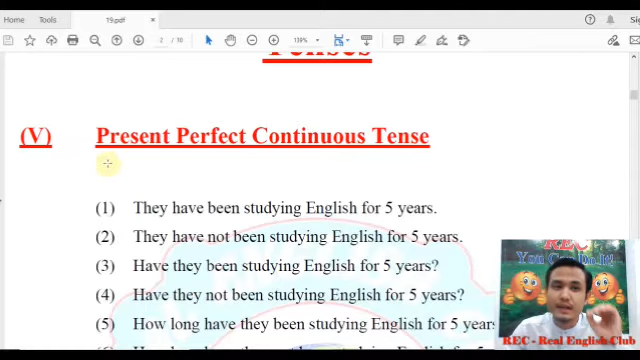 Home Tools 19.pdf × Sign In
2 / 10 138%
Tenses
(V) Present Perfect Continuous Tense
(1) They have been studying English for 5 years.
(2) They have not been studying English for 5 years.
(3) Have they been studying English for 5 years?
(4) Have they not been studying English for 5 years?
(5) How long have they been studying English for 5 years
REC
You Can Do It!
REC - Real English Club